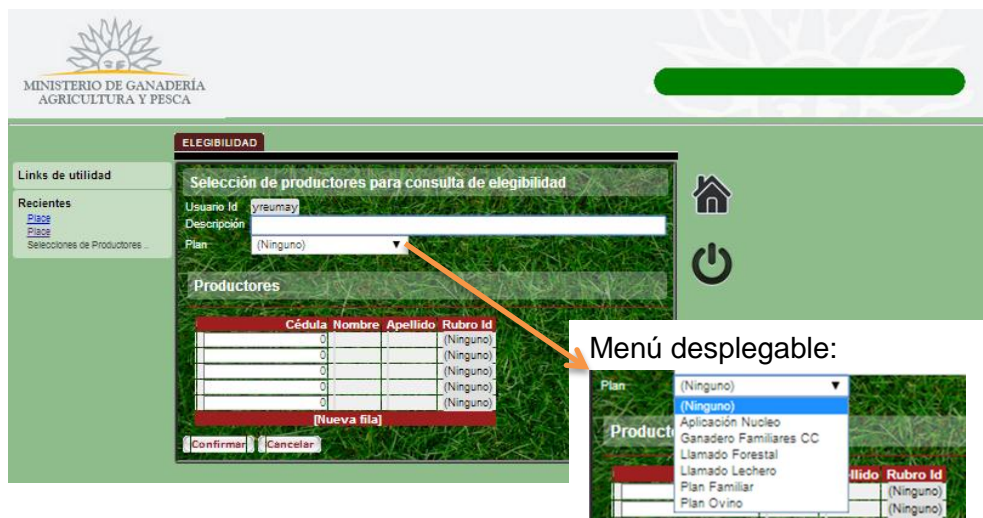 MINISTERIO DE GANADERÍA
AGRICULTURA Y PESCA
ELEGIBILIDAD
Links de utilidad
Recientes
Place
Place
Selecciones de Productores ..
Selección de productores para consulta de elegibilidad
Usuario Id yreumay
Descripción
Plan (Ninguno)
Productores
Cédula Nombre Apellido Rubro Id
0 (Ninguno)
0 (Ninguno)
0 (Ninguno)
0 (Ninguno)
0 (Ninguno)
[Nueva fila]
Confirmar Cancelar
Menú desplegable:
Plan (Ninguno)
(Ninguno)
Aplicación Nucleo
Ganadero Familiares CC
Llamado Forestal
Llamado Lechero
Plan Familiar
Plan Ovino
Product
llido Rubro Id
(Ninguno)
(Ninguno)